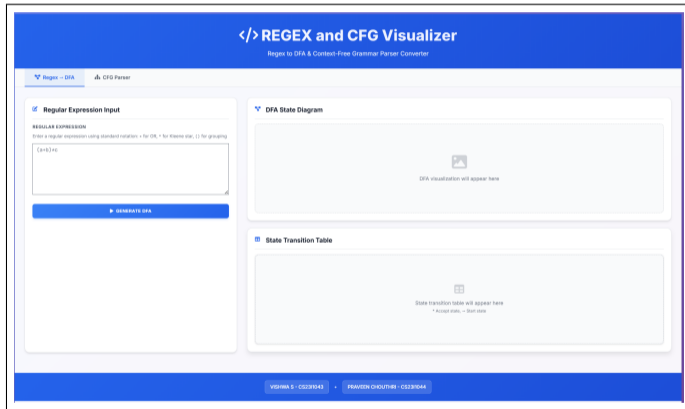 </> REGEX and CFG Visualizer
Regex to DFA & Context-Free Grammar Parser Converter
Regex → DFA
CFG Parser
Regular Expression Input
REGULAR EXPRESSION
Enter a regular expression using standard notation: + for OR, * for Kleene star, ( ) for grouping
GENERATE DFA
DFA State Diagram
DFA visualization will appear here
State Transition Table
State transition table will appear here
* Accept state, → Start state
VISHWA S - CS23I1043 • PRAVEEN CHOUTHRI - CS23I1044